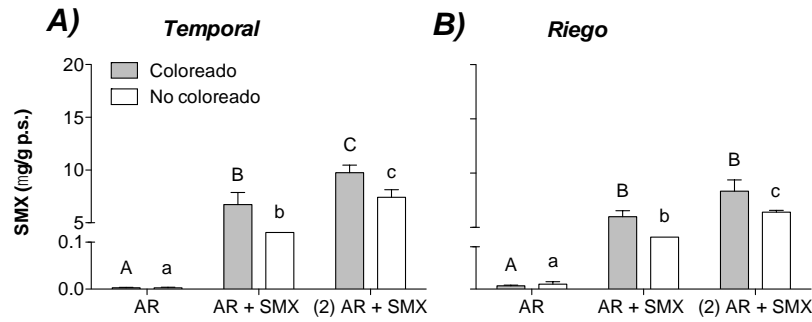 A) Temporal
B) Riego
20
15
10
5
0.1
0.0
SMX (mg/g p.s.)
Coloreado
No coloreado
A a B b C c
A a B b B c
AR AR + SMX (2) AR + SMX
AR AR + SMX (2) AR + SMX